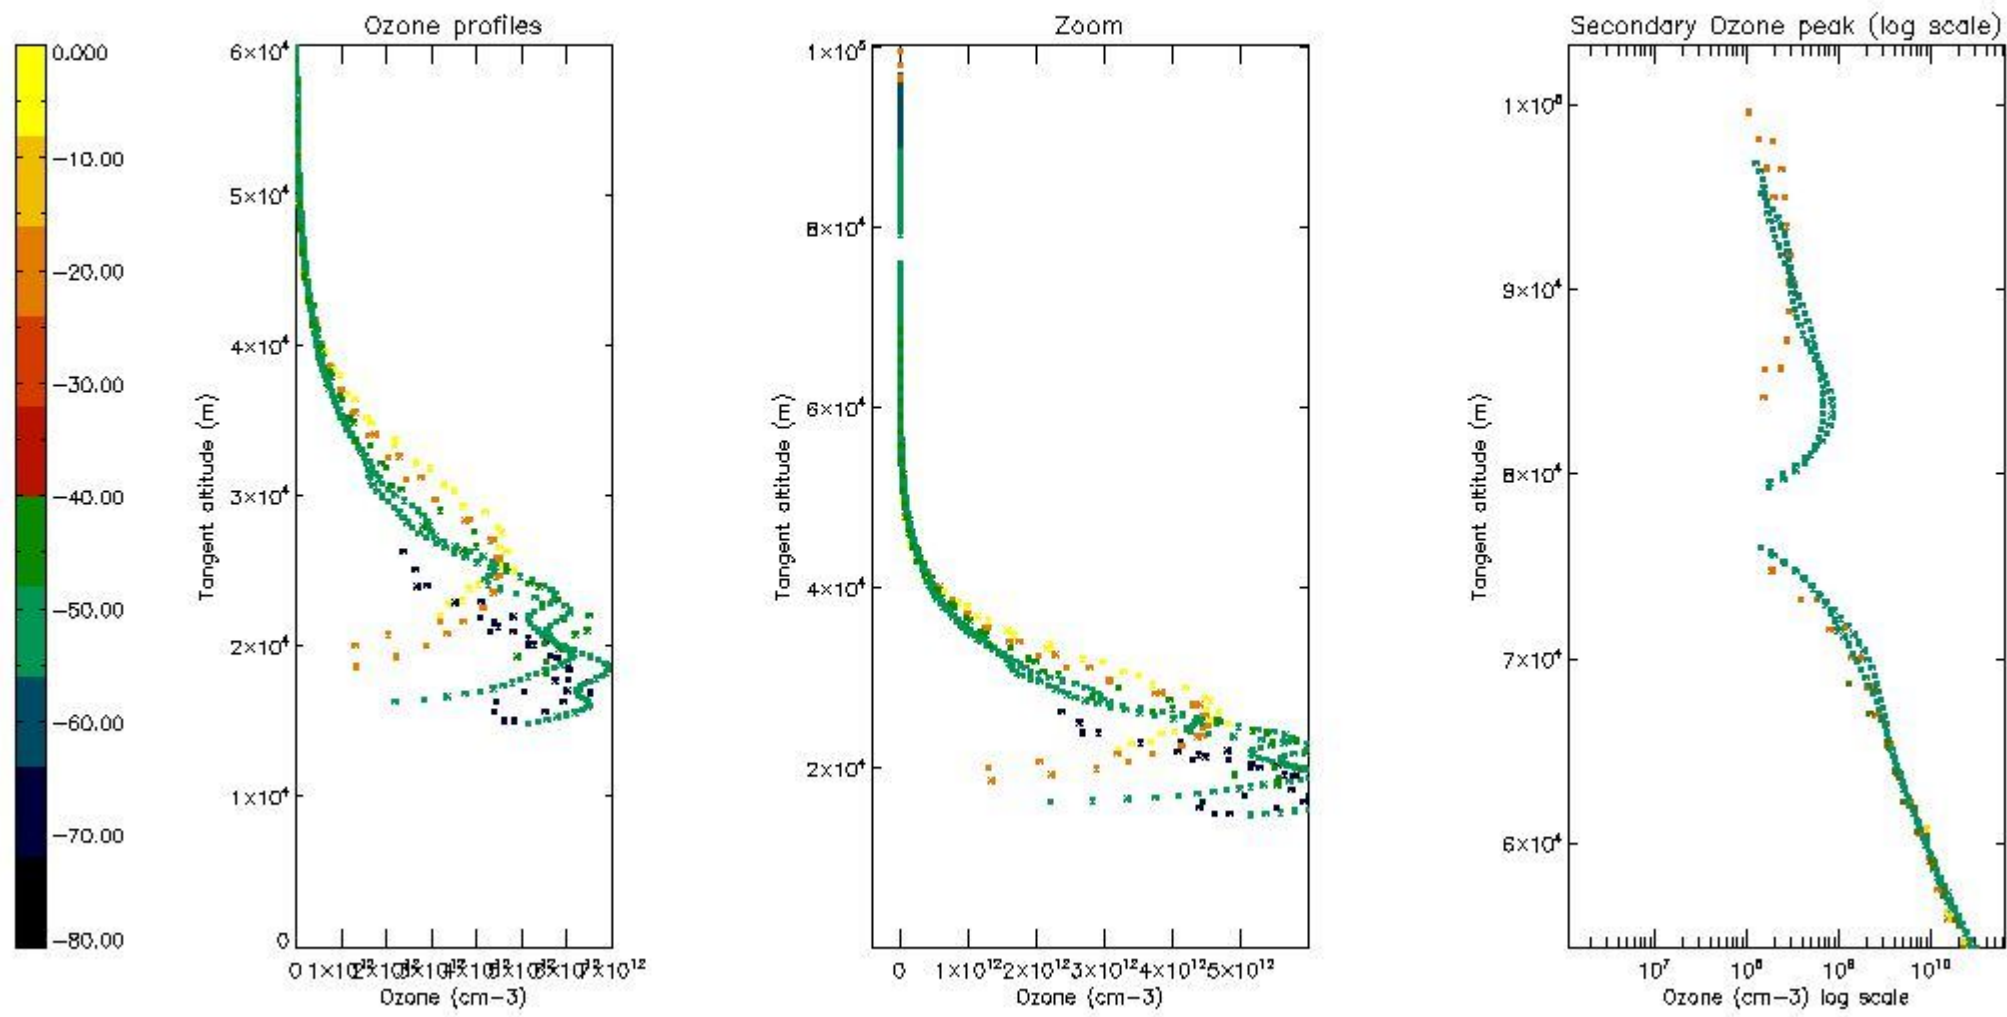 Ozone profiles
Zoom
Secondary Ozone peak (log scale)
0.000
−10.00
−20.00
−30.00
−40.00
−50.00
−60.00
−70.00
−80.00
6×10⁴
5×10⁴
4×10⁴
3×10⁴
2×10⁴
1×10⁴
0
Tangent altitude (m)
7×10¹²
Ozone (cm−3)
1×10⁵
8×10⁴
6×10⁴
4×10⁴
2×10⁴
Tangent altitude (m)
0 1×10¹² 2×10¹² 3×10¹² 4×10¹² 5×10¹²
Ozone (cm−3)
9×10⁴
8×10⁴
7×10⁴
6×10⁴
Tangent altitude (m)
10⁷ 10¹⁰
Ozone (cm−3) log scale